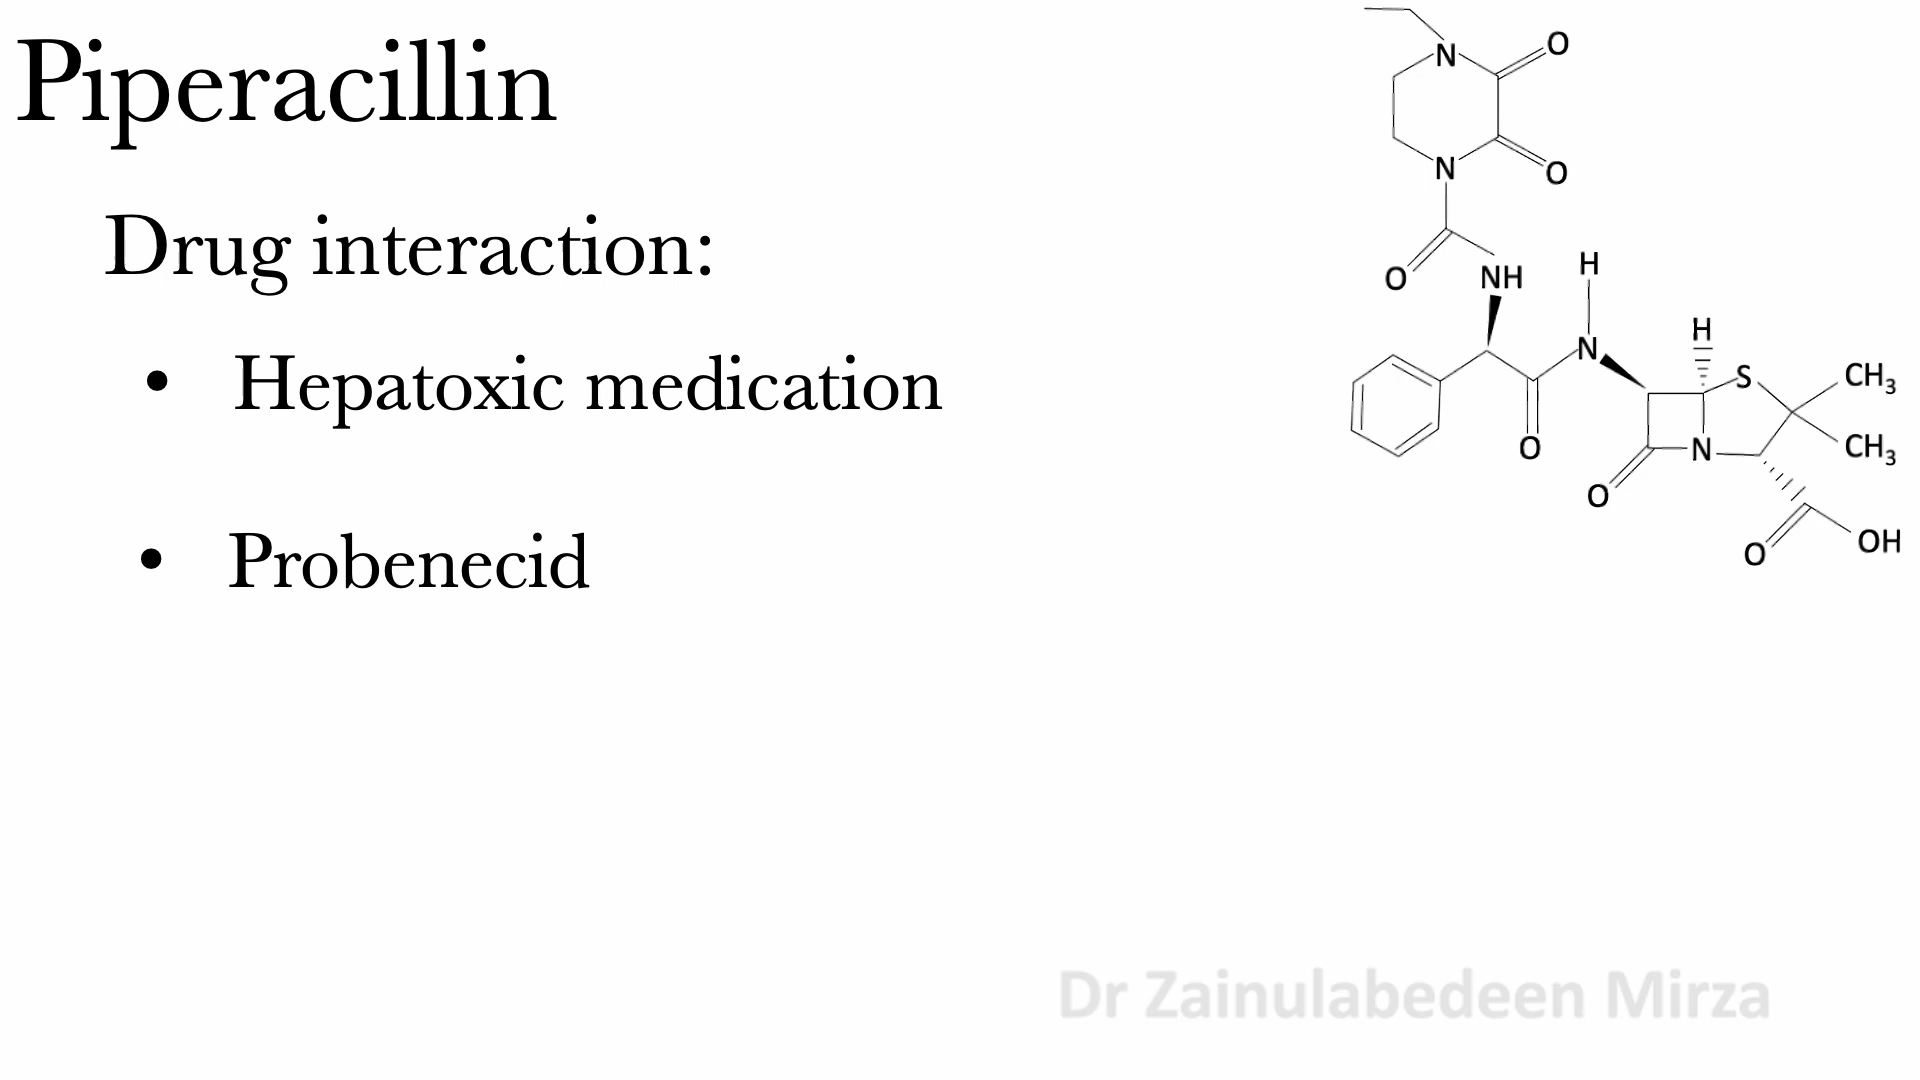 Piperacillin
Drug interaction:
• Hepatoxic medication
• Probenecid
N
O
N
O
O
NH
H
N
H
S
CH₃
O
N
CH₃
O
O
OH
Dr Zainulabedeen Mirza